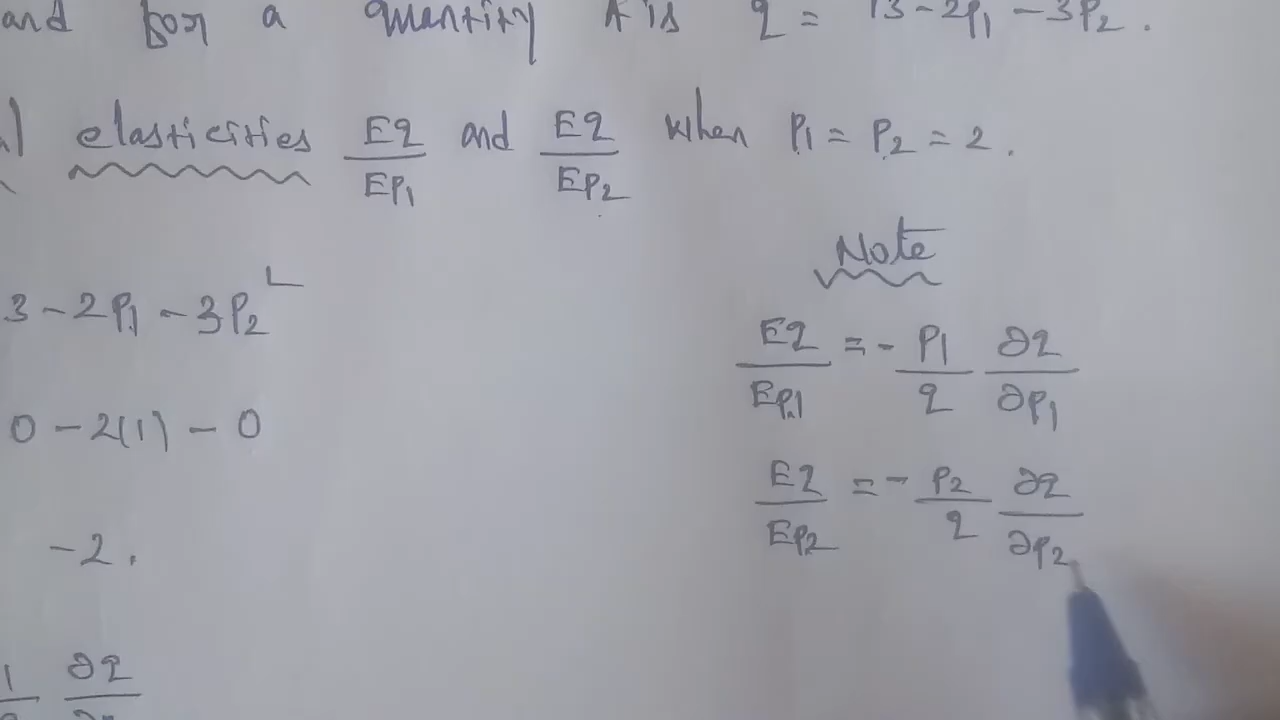 and for a quantity A is q = 13 - 2p₁ - 3p₂ .
elasticities Eq/Ep₁ and Eq/Ep₂ when P₁ = P₂ = 2 .
Note
3 - 2p₁ - 3p₂
Eq/Ep₁ = - P₁/q ∂q/∂p₁
0 - 2(1) - 0
Eq/Ep₂ = - P₂/q ∂q/∂p₂
-2 .
∂q